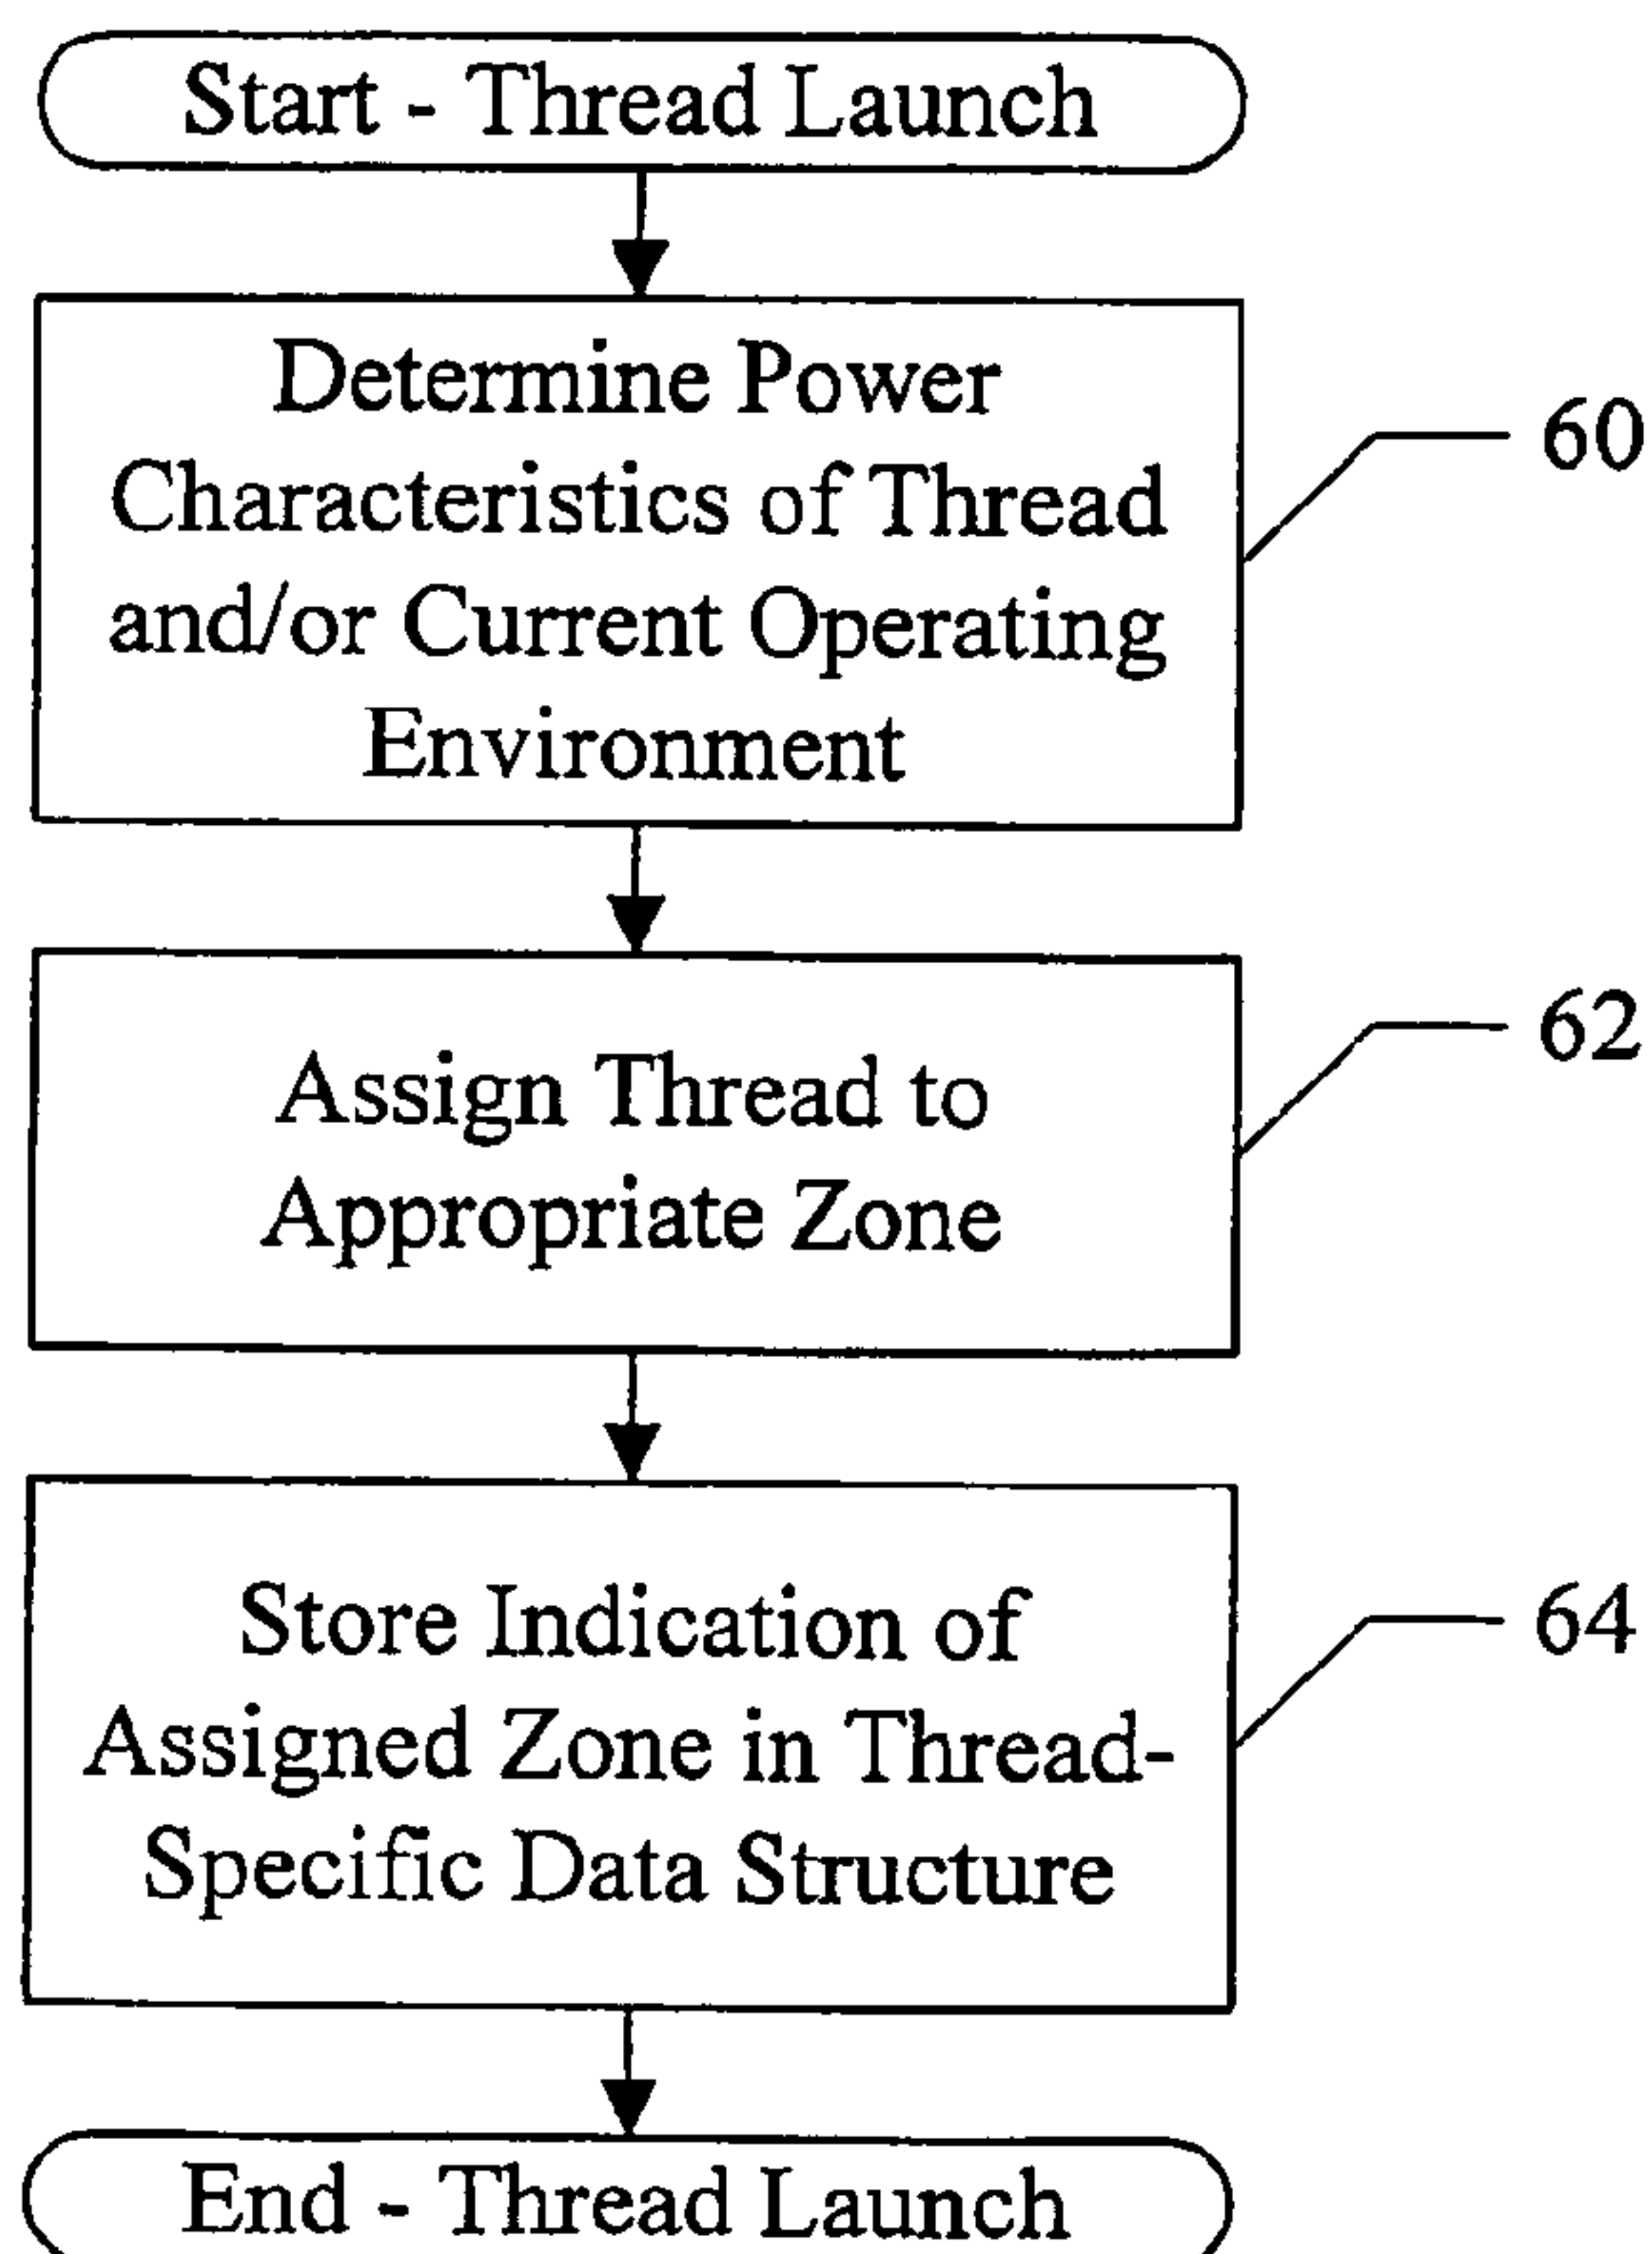 Start - Thread Launch
Determine Power
Characteristics of Thread
and/or Current Operating
Environment
60
Assign Thread to
Appropriate Zone
62
Store Indication of
Assigned Zone in Thread-
Specific Data Structure
64
End - Thread Launch